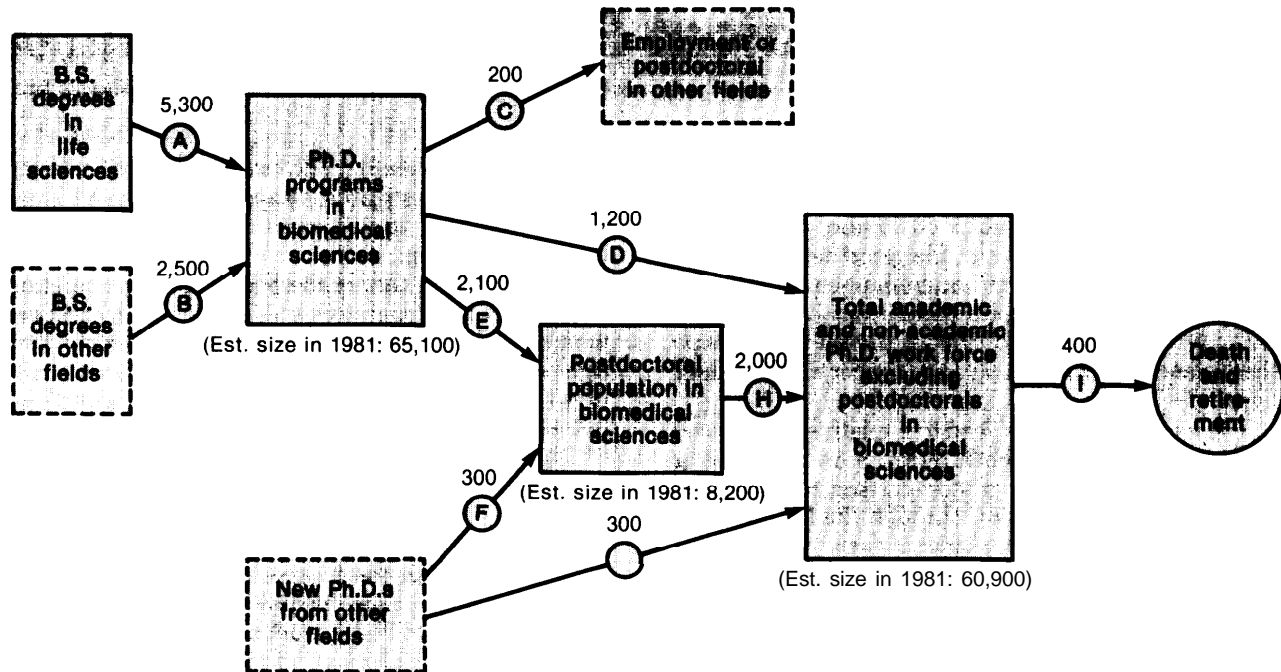 B.S.
degrees
in
life
sciences
5,300
A
B.S.
degrees
in other
fields
2,500
B
Ph.D.
programs
in
biomedical
sciences
(Est. size in 1981: 65,100)
200
C
Employment or
postdoctoral
in other fields
1,200
D
2,100
E
Postdoctoral
population in
biomedical
sciences
(Est. size in 1981: 8,200)
300
F
New Ph.D.s
from other
fields
300
2,000
H
Total academic
and non-academic
Ph.D. work force
excluding
postdoctorals
in
biomedical
sciences
(Est. size in 1981: 60,900)
400
I
Death
and
retire-
ment